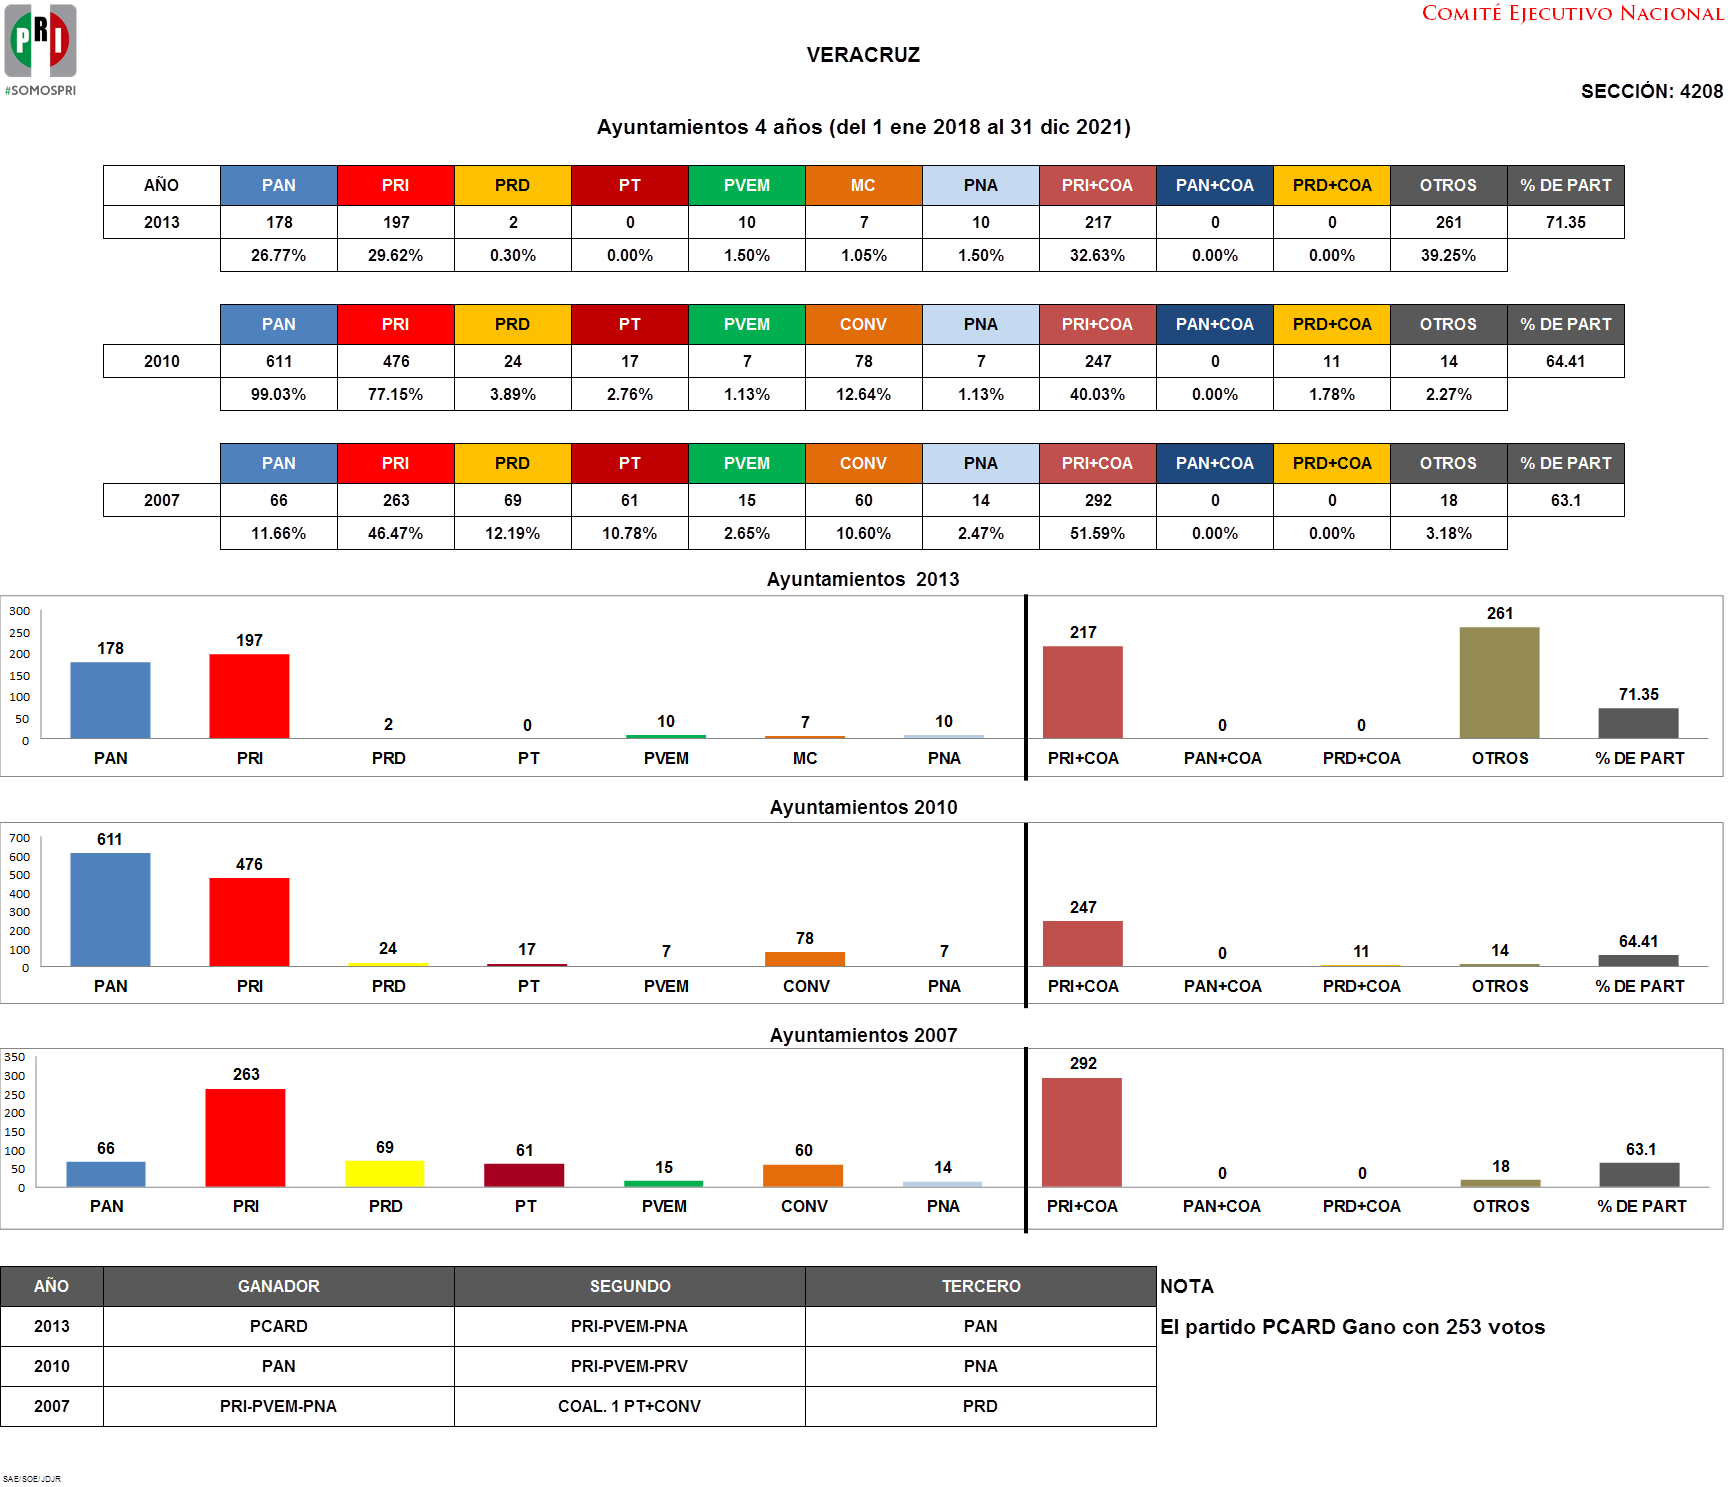 PRI
#SOMOSPRI
COMITÉ EJECUTIVO NACIONAL
VERACRUZ
SECCIÓN: 4208
Ayuntamientos 4 años (del 1 ene 2018 al 31 dic 2021)
AÑO PAN PRI PRD PT PVEM MC PNA PRI+COA PAN+COA PRD+COA OTROS % DE PART
2013 178 197 2 0 10 7 10 217 0 0 261 71.35
26.77% 29.62% 0.30% 0.00% 1.50% 1.05% 1.50% 32.63% 0.00% 0.00% 39.25%
PAN PRI PRD PT PVEM CONV PNA PRI+COA PAN+COA PRD+COA OTROS % DE PART
2010 611 476 24 17 7 78 7 247 0 11 14 64.41
99.03% 77.15% 3.89% 2.76% 1.13% 12.64% 1.13% 40.03% 0.00% 1.78% 2.27%
PAN PRI PRD PT PVEM CONV PNA PRI+COA PAN+COA PRD+COA OTROS % DE PART
2007 66 263 69 61 15 60 14 292 0 0 18 63.1
11.66% 46.47% 12.19% 10.78% 2.65% 10.60% 2.47% 51.59% 0.00% 0.00% 3.18%
Ayuntamientos 2013
300
250
200
150
100
50
0
178 197 2 0 10 7 10 217 0 0 261 71.35
PAN PRI PRD PT PVEM MC PNA PRI+COA PAN+COA PRD+COA OTROS % DE PART
Ayuntamientos 2010
700
600
500
400
300
200
100
0
611 476 24 17 7 78 7 247 0 11 14 64.41
PAN PRI PRD PT PVEM CONV PNA PRI+COA PAN+COA PRD+COA OTROS % DE PART
Ayuntamientos 2007
350
300
250
200
150
100
50
0
66 263 69 61 15 60 14 292 0 0 18 63.1
PAN PRI PRD PT PVEM CONV PNA PRI+COA PAN+COA PRD+COA OTROS % DE PART
AÑO GANADOR SEGUNDO TERCERO NOTA
2013 PCARD PRI-PVEM-PNA PAN El partido PCARD Gano con 253 votos
2010 PAN PRI-PVEM-PRV PNA
2007 PRI-PVEM-PNA COAL. 1 PT+CONV PRD
SAE/SOE/JDJR